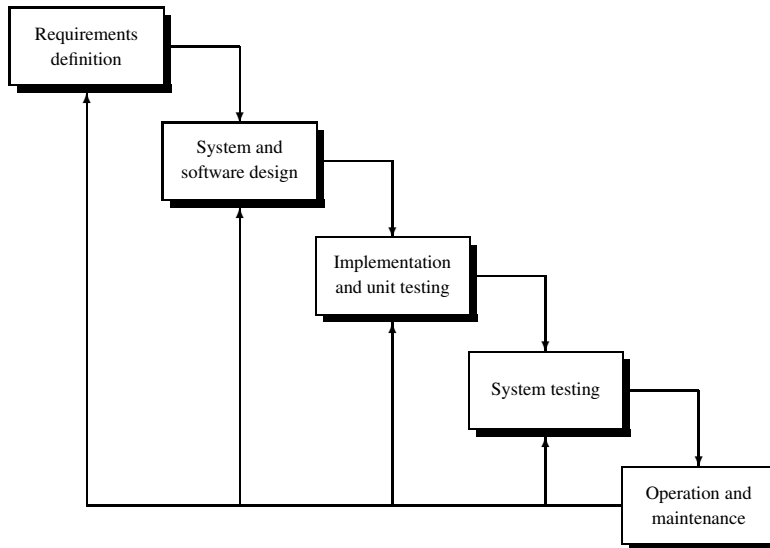 Requirements
definition
System and
software design
Implementation
and unit testing
System testing
Operation and
maintenance